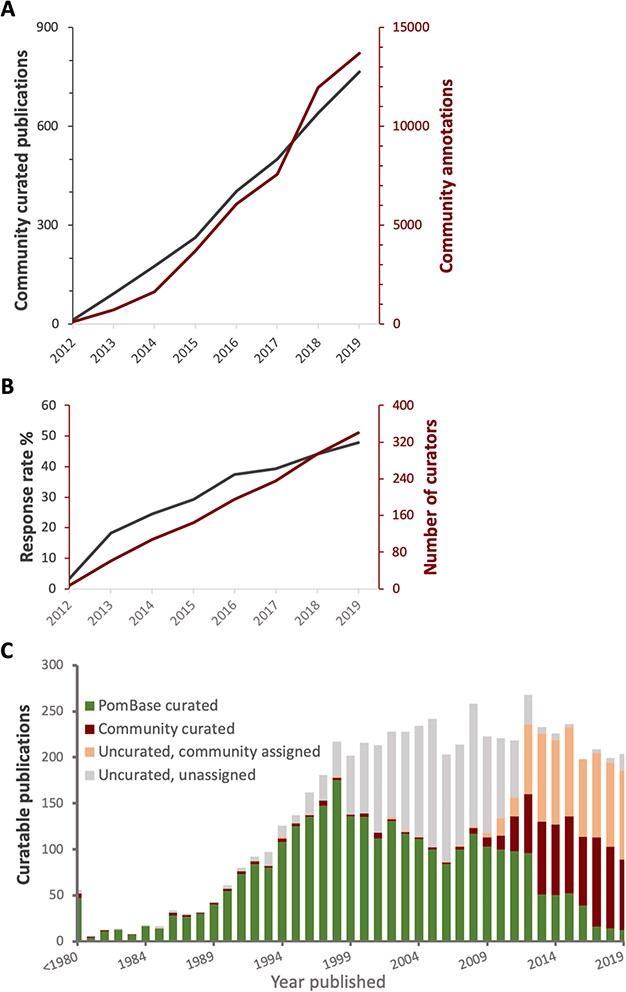 A
Community curated publications
900
600
300
0
15000
10000
5000
0
Community annotations
2012 2013 2014 2015 2016 2017 2018 2019
B
Response rate %
60
50
40
30
20
10
0
400
320
240
160
80
0
Number of curators
2012 2013 2014 2015 2016 2017 2018 2019
C
Curatable publications
300
250
200
150
100
50
0
PomBase curated
Community curated
Uncurated, community assigned
Uncurated, unassigned
<1980 1984 1989 1994 1999 2004 2009 2014 2019
Year published